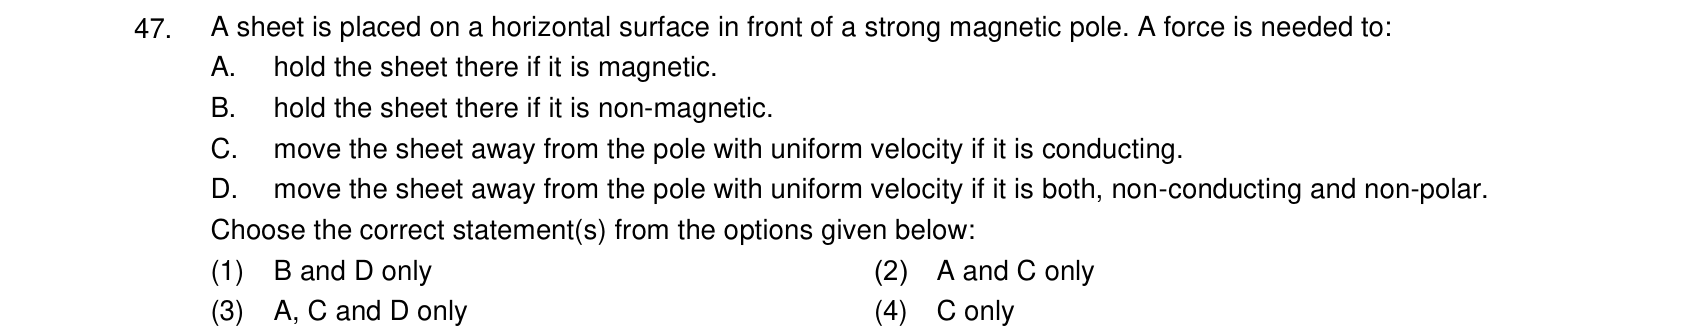 47. A sheet is placed on a horizontal surface in front of a strong magnetic pole. A force is needed to:
A. hold the sheet there if it is magnetic.
B. hold the sheet there if it is non-magnetic.
C. move the sheet away from the pole with uniform velocity if it is conducting.
D. move the sheet away from the pole with uniform velocity if it is both, non-conducting and non-polar.
Choose the correct statement(s) from the options given below:
(1) B and D only (2) A and C only
(3) A, C and D only (4) C only